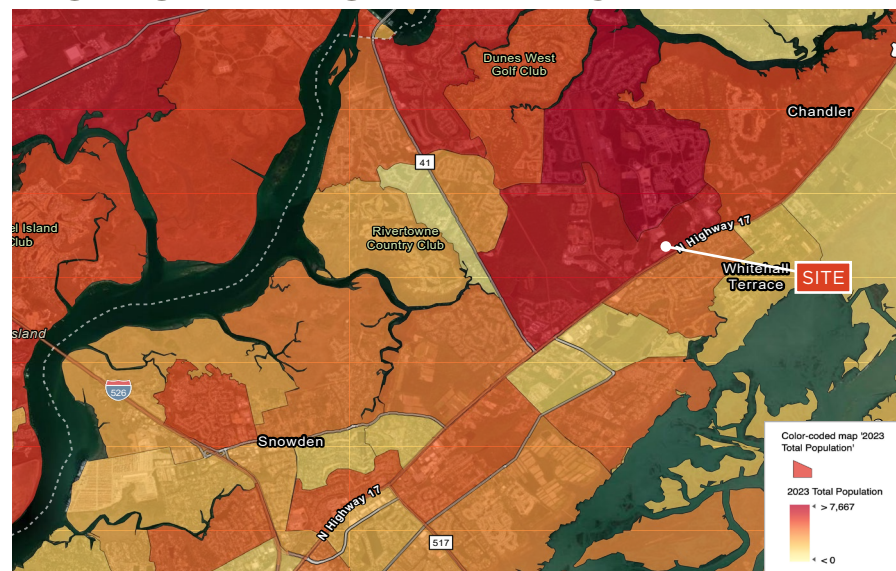 Dunes West
Golf Club
Chandler
41
el Island
Club
Rivertowne
Country Club
N Highway 17
Whitehall
Terrace
SITE
sland
526
Snowden
N Highway 17
517
Color-coded map '2023
Total Population'
2023 Total Population
> 7,667
< 0